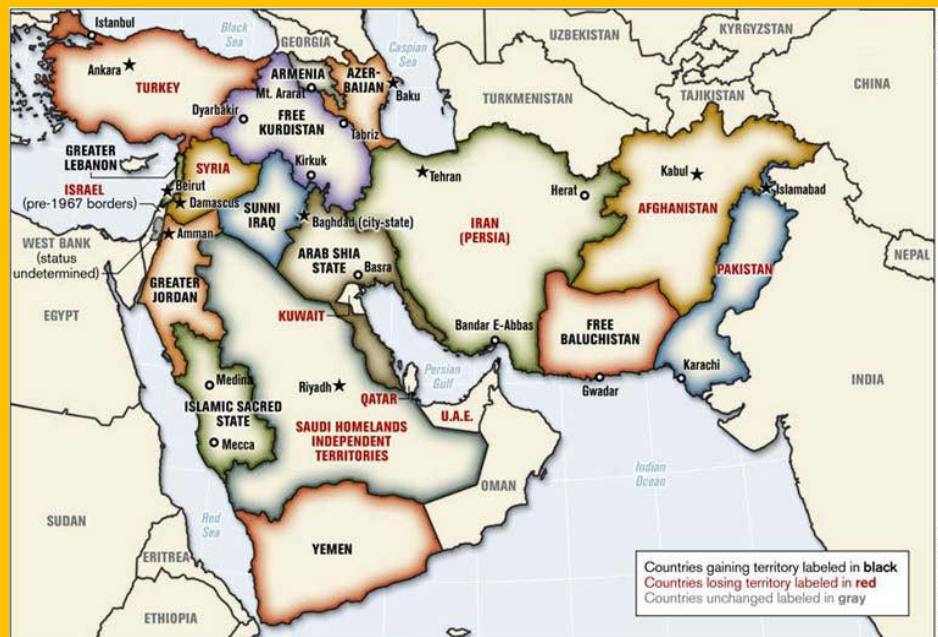 Istanbul
Black
Sea
GEORGIA
Caspian
Sea
UZBEKISTAN
KYRGYZSTAN
Ankara
TURKEY
ARMENIA
Mt. Ararat
AZER-
BAIJAN
Baku
TURKMENISTAN
TAJIKISTAN
CHINA
Dyarbakir
FREE
KURDISTAN
Tabriz
GREATER
LEBANON
SYRIA
Kirkuk
Tehran
Herat
Kabul
Islamabad
ISRAEL
(pre-1967 borders)
Beirut
Damascus
SUNNI
IRAQ
Baghdad (city-state)
IRAN
(PERSIA)
AFGHANISTAN
WEST BANK
(status
undetermined)
Amman
ARAB SHIA
STATE
Basra
PAKISTAN
NEPAL
GREATER
JORDAN
KUWAIT
EGYPT
Bandar E-Abbas
FREE
BALUCHISTAN
Karachi
INDIA
Medina
Riyadh
Persian
Gulf
Gwadar
ISLAMIC SACRED
STATE
QATAR
U.A.E.
Mecca
SAUDI HOMELANDS
INDEPENDENT
TERRITORIES
Indian
Ocean
OMAN
SUDAN
Red
Sea
YEMEN
ERITREA
ETHIOPIA
Countries gaining territory labeled in black
Countries losing territory labeled in red
Countries unchanged labeled in gray